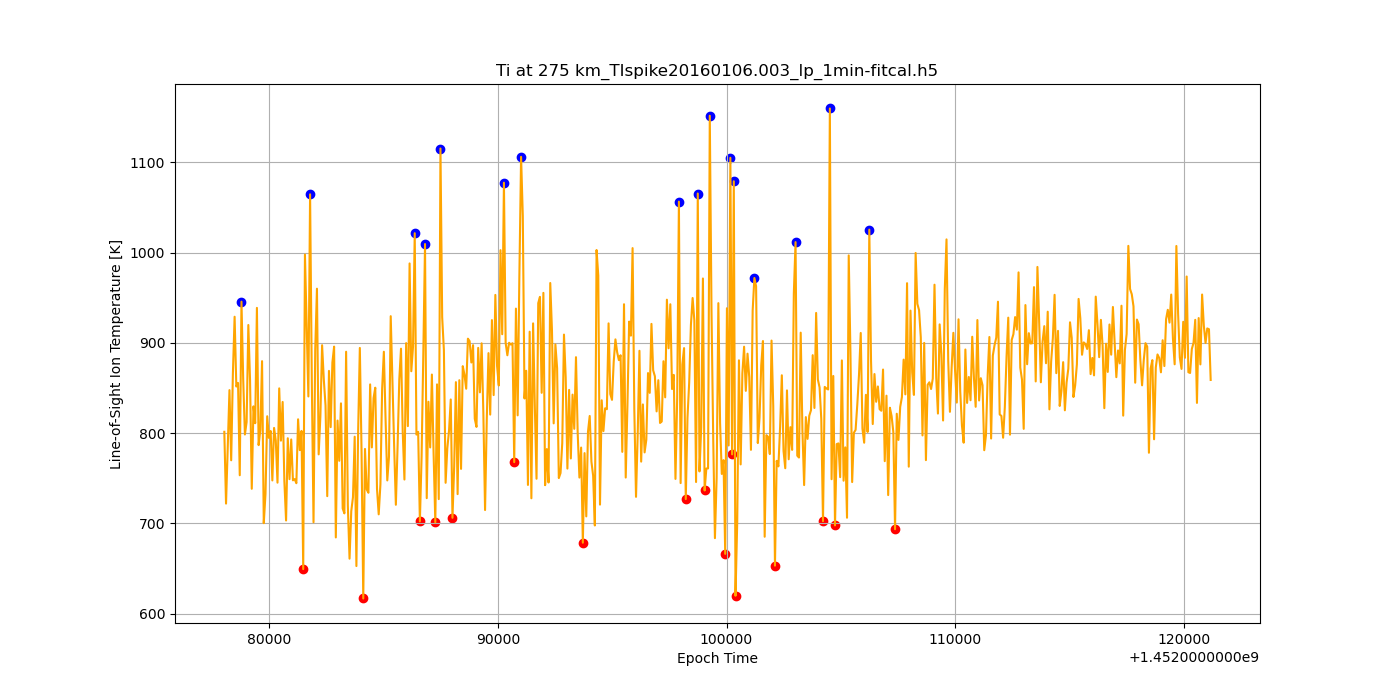 Ti at 275 km_TIspike20160106.003_lp_1min-fitcal.h5
Line-of-Sight Ion Temperature [K]
1100
1000
900
800
700
600
80000 90000 100000 110000 120000
Epoch Time
+1.4520000000e9